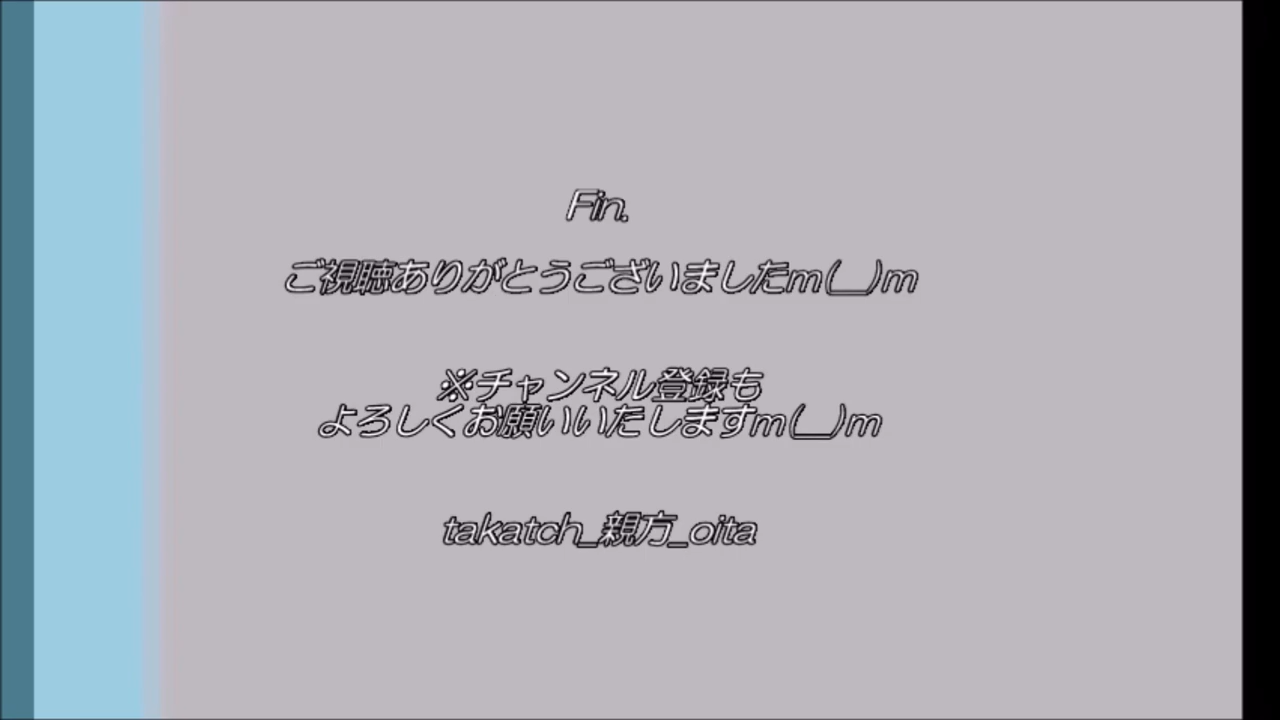 Fin.
ご視聴ありがとうございましたm(__)m
※チャンネル登録も
よろしくお願いいたしますm(__)m
takatch_親方_oita